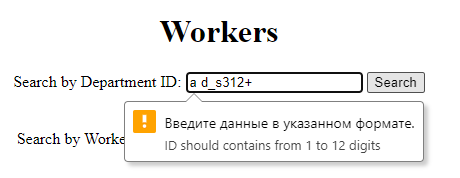 Workers
Search by Department ID: a d_s312+ Search
Введите данные в указанном формате.
ID should contains from 1 to 12 digits
Search by Worke